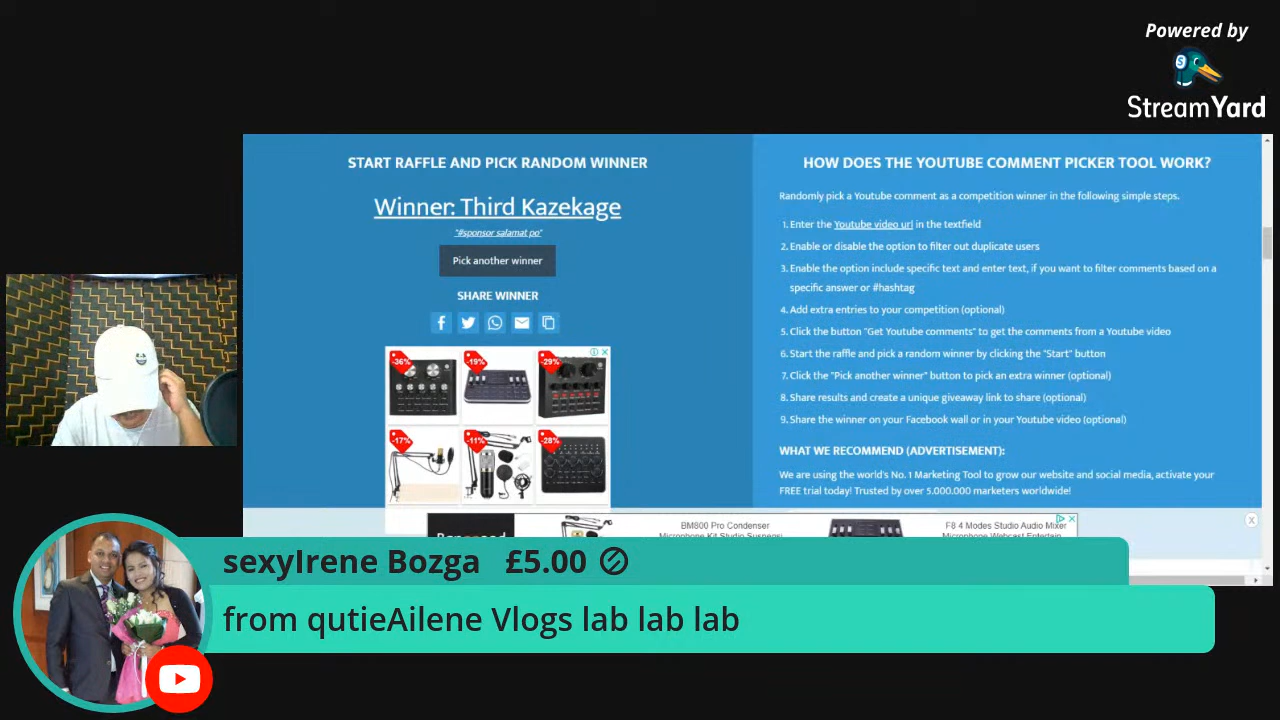 Powered by
StreamYard
START RAFFLE AND PICK RANDOM WINNER
Winner: Third Kazekage
"#sponsor salamat po"
Pick another winner
SHARE WINNER
-36%
-19%
-29%
-17%
-11%
-28%
HOW DOES THE YOUTUBE COMMENT PICKER TOOL WORK?
Randomly pick a Youtube comment as a competition winner in the following simple steps.
1. Enter the Youtube video url in the textfield
2. Enable or disable the option to filter out duplicate users
3. Enable the option include specific text and enter text, if you want to filter comments based on a
specific answer or #hashtag
4. Add extra entries to your competition (optional)
5. Click the button "Get Youtube comments" to get the comments from a Youtube video
6. Start the raffle and pick a random winner by clicking the "Start" button
7. Click the "Pick another winner" button to pick an extra winner (optional)
8. Share results and create a unique giveaway link to share (optional)
9. Share the winner on your Facebook wall or in your Youtube video (optional)
WHAT WE RECOMMEND (ADVERTISEMENT):
We are using the world's No. 1 Marketing Tool to grow our website and social media, activate your
FREE trial today! Trusted by over 5.000.000 marketers worldwide!
BM800 Pro Condenser
Microphone Kit Studio Suspensi
F8 4 Modes Studio Audio Mixer
Microphone Webcast Entertain
sexyIrene Bozga £5.00
from qutieAilene Vlogs lab lab lab